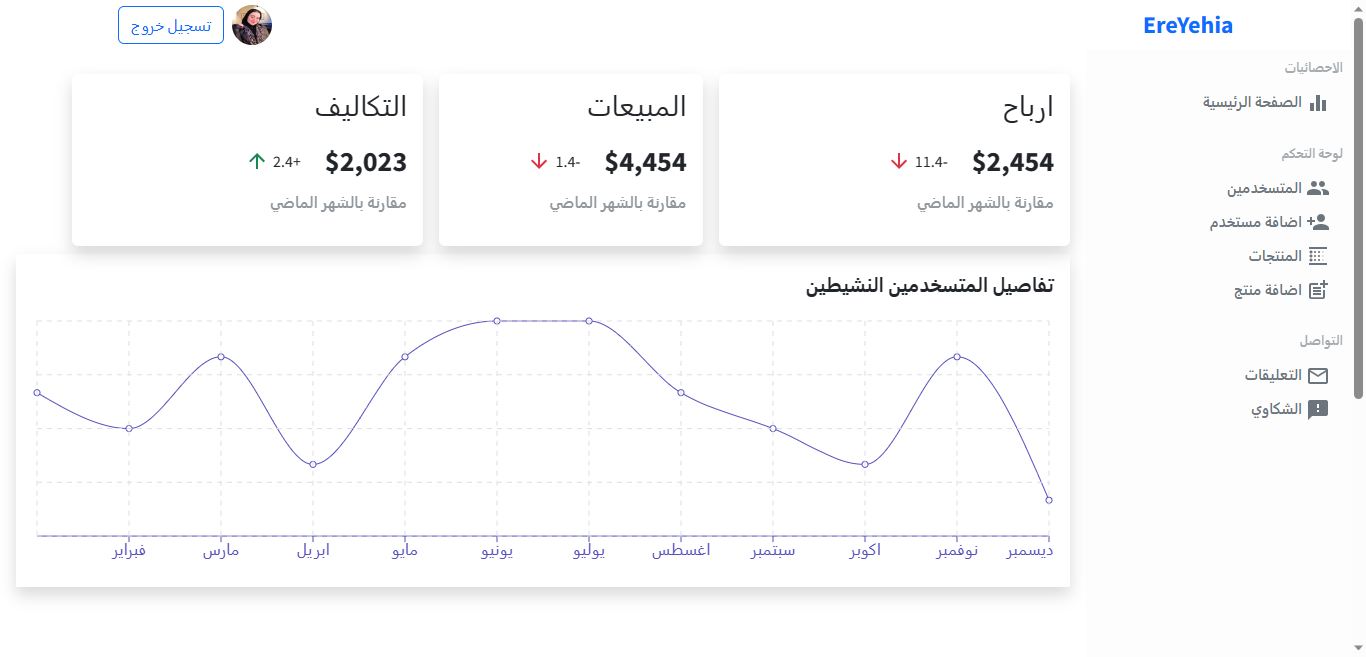 EreYehia
تسجيل خروج
الاحصائيات
الصفحة الرئيسية
لوحة التحكم
المتسخدمين
اضافة مستخدم
المنتجات
اضافة منتج
التواصل
التعليقات
الشكاوي
ارباح
$2,454 11.4-
مقارنة بالشهر الماضي
المبيعات
$4,454 1.4-
مقارنة بالشهر الماضي
التكاليف
$2,023 2.4+
مقارنة بالشهر الماضي
تفاصيل المتسخدمين النشيطين
فبراير
مارس
ابريل
مايو
يونيو
يوليو
اغسطس
سبتمبر
اكوبر
نوفمبر
ديسمبر